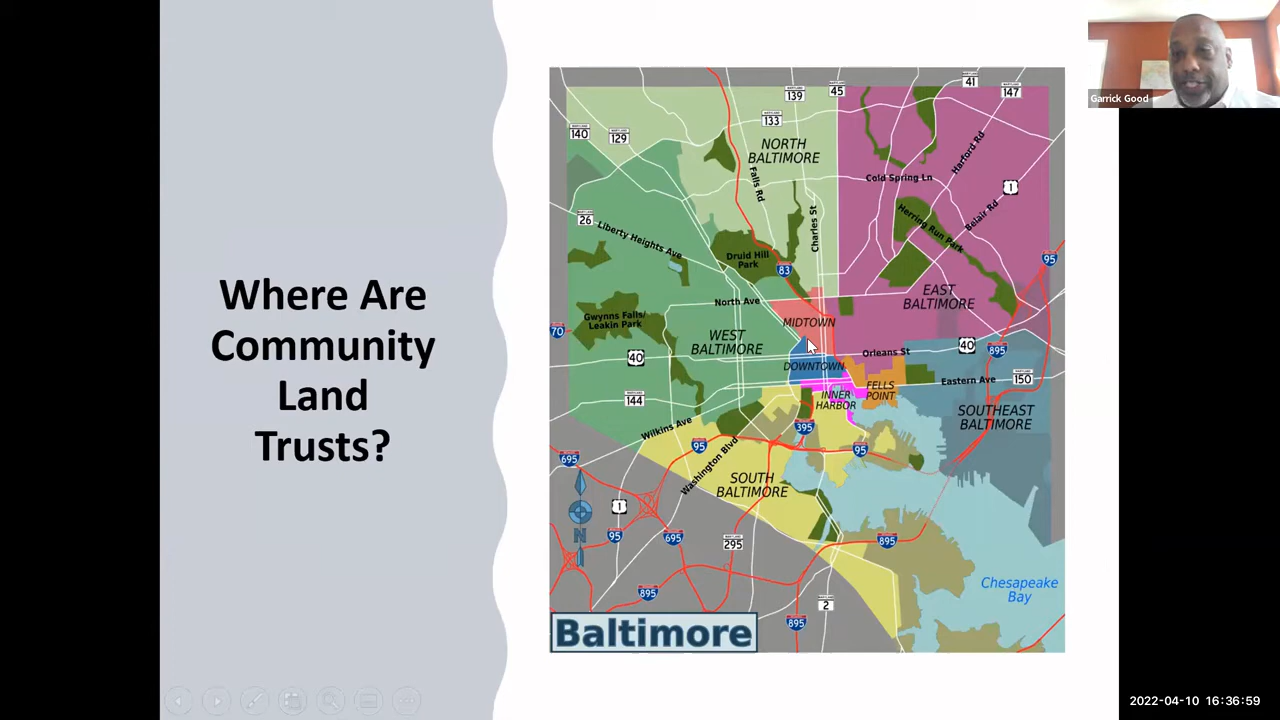 Where Are
Community
Land
Trusts?
139
45
41
147
133
140
129
NORTH
BALTIMORE
Harford Rd
Cold Spring Ln
Falls Rd
1
26
Charles St
Belair Rd
Herring Run Park
Liberty Heights Ave
Druid Hill
Park
83
95
EAST
BALTIMORE
North Ave
Gwynns Falls/
Leakin Park
MIDTOWN
70
WEST
BALTIMORE
40
40
895
Orleans St
DOWNTOWN
Eastern Ave
150
FELLS
POINT
INNER
HARBOR
144
SOUTHEAST
BALTIMORE
Wilkins Ave
395
95
95
695
Washington Blvd
SOUTH
BALTIMORE
1
N
95
695
295
895
Chesapeake
Bay
895
2
895
Baltimore
Garrick Good
2022-04-10 16:36:59